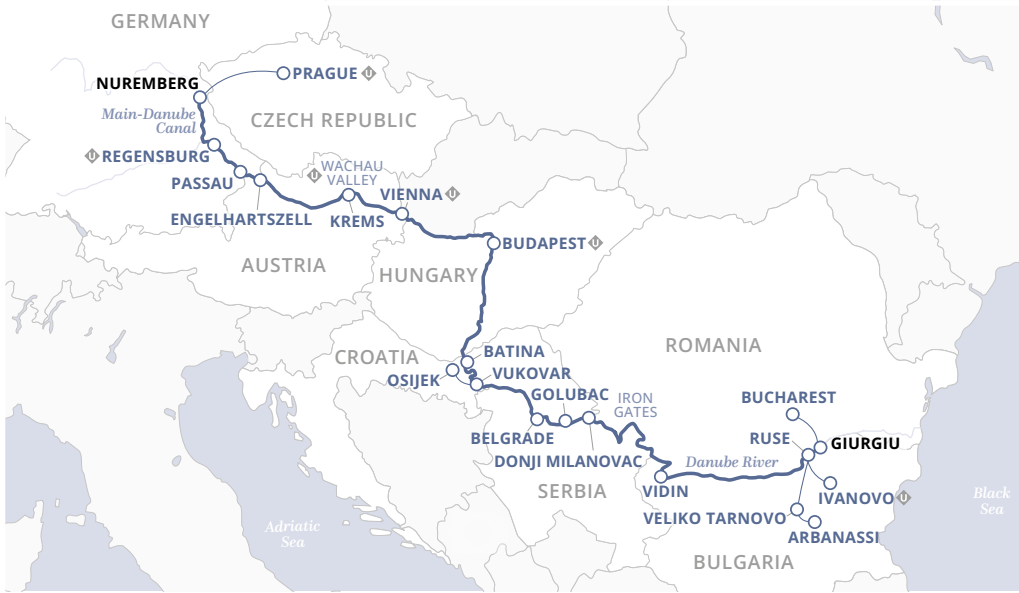 GERMANY
PRAGUE U
NUREMBERG
Main-Danube
Canal
CZECH REPUBLIC
U REGENSBURG
PASSAU
U WACHAU
VALLEY
VIENNA U
ENGELHARTSZELL
KREMS
BUDAPEST U
AUSTRIA
HUNGARY
CROATIA
BATINA
ROMANIA
OSIJEK
VUKOVAR
GOLUBAC
IRON
GATES
BUCHAREST
BELGRADE
RUSE
GIURGIU
DONJI MILANOVAC
Danube River
SERBIA
VIDIN
IVANOVO U
Black
Sea
VELIKO TARNOVO
Adriatic
Sea
ARBANASSI
BULGARIA